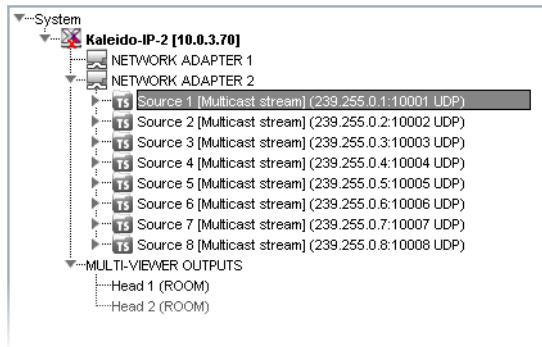 System
Kaleido-IP-2 [10.0.3.70]
NETWORK ADAPTER 1
NETWORK ADAPTER 2
TS Source 1 [Multicast stream] (239.255.0.1:10001 UDP)
TS Source 2 [Multicast stream] (239.255.0.2:10002 UDP)
TS Source 3 [Multicast stream] (239.255.0.3:10003 UDP)
TS Source 4 [Multicast stream] (239.255.0.4:10004 UDP)
TS Source 5 [Multicast stream] (239.255.0.5:10005 UDP)
TS Source 6 [Multicast stream] (239.255.0.6:10006 UDP)
TS Source 7 [Multicast stream] (239.255.0.7:10007 UDP)
TS Source 8 [Multicast stream] (239.255.0.8:10008 UDP)
MULTI-VIEWER OUTPUTS
Head 1 (ROOM)
Head 2 (ROOM)